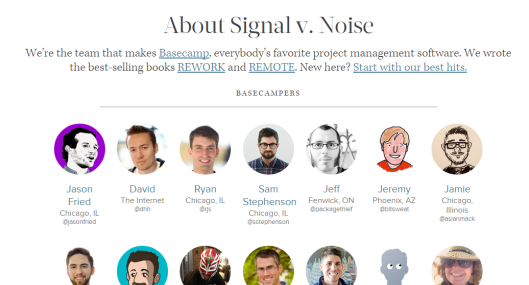 About Signal v. Noise
We're the team that makes Basecamp, everybody's favorite project management software. We wrote
the best-selling books REWORK and REMOTE. New here? Start with our best hits.
BASECAMPERS
Jason Fried
Chicago, IL
@jasonfried
David
The Internet
@dhh
Ryan
Chicago, IL
@rjs
Sam Stephenson
Chicago, IL
@sstephenson
Jeff
Fenwick, ON
@packagethief
Jeremy
Phoenix, AZ
@bitsweat
Jamie
Chicago, Illinois
@asianmack